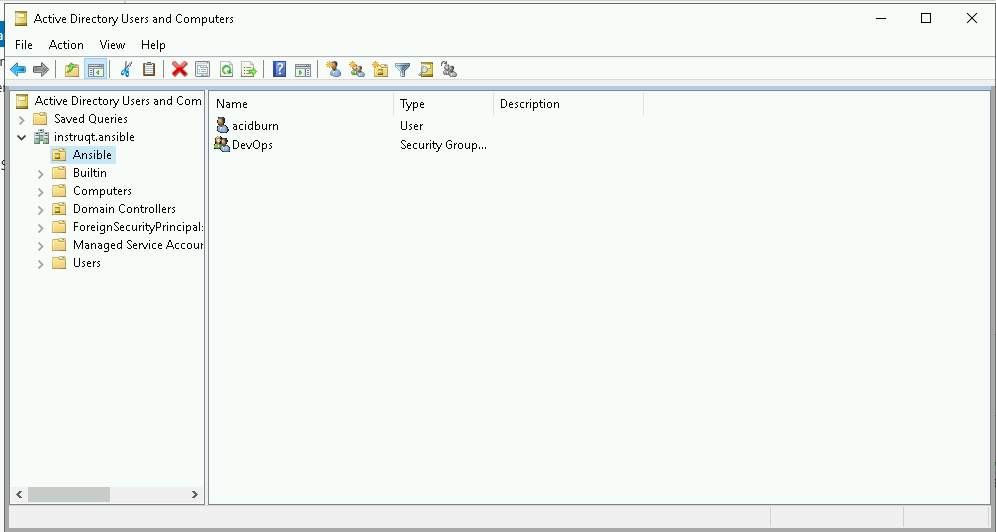 Active Directory Users and Computers
File Action View Help
Active Directory Users and Com
Saved Queries
instruqt.ansible
Ansible
Builtin
Computers
Domain Controllers
ForeignSecurityPrincipal
Managed Service Accour
Users
Name Type Description
acidburn User
DevOps Security Group...